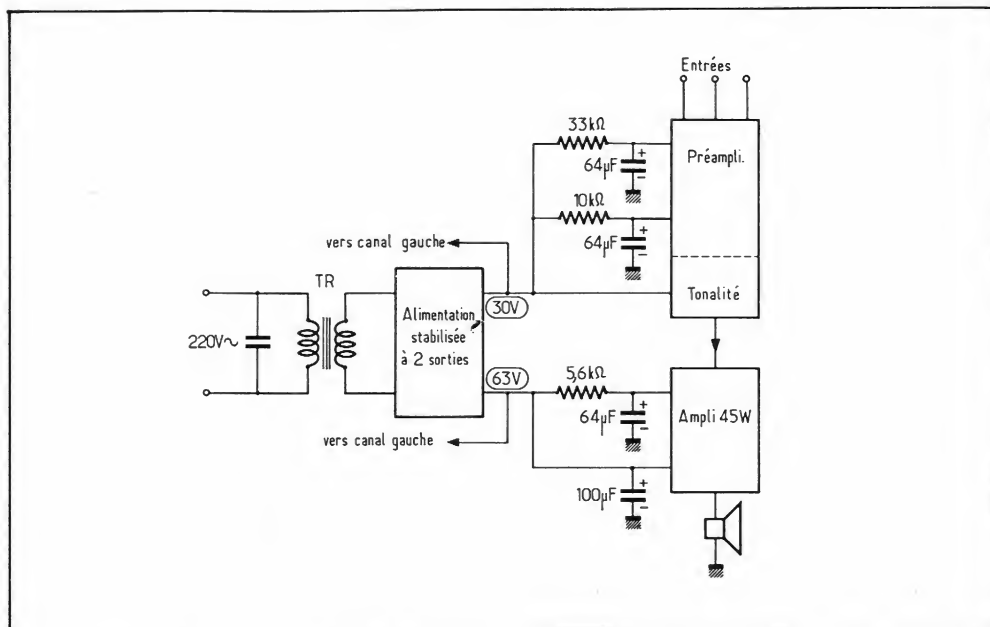 Entrées
33kΩ
64µF
+
−
Préampli.
10kΩ
64µF
+
−
vers canal gauche
TR
Tonalité
30V
220V~
Alimentation
stabilisée
à 2 sorties
63V
5,6kΩ
64µF
+
−
Ampli 45W
vers canal gauche
100µF
+
−